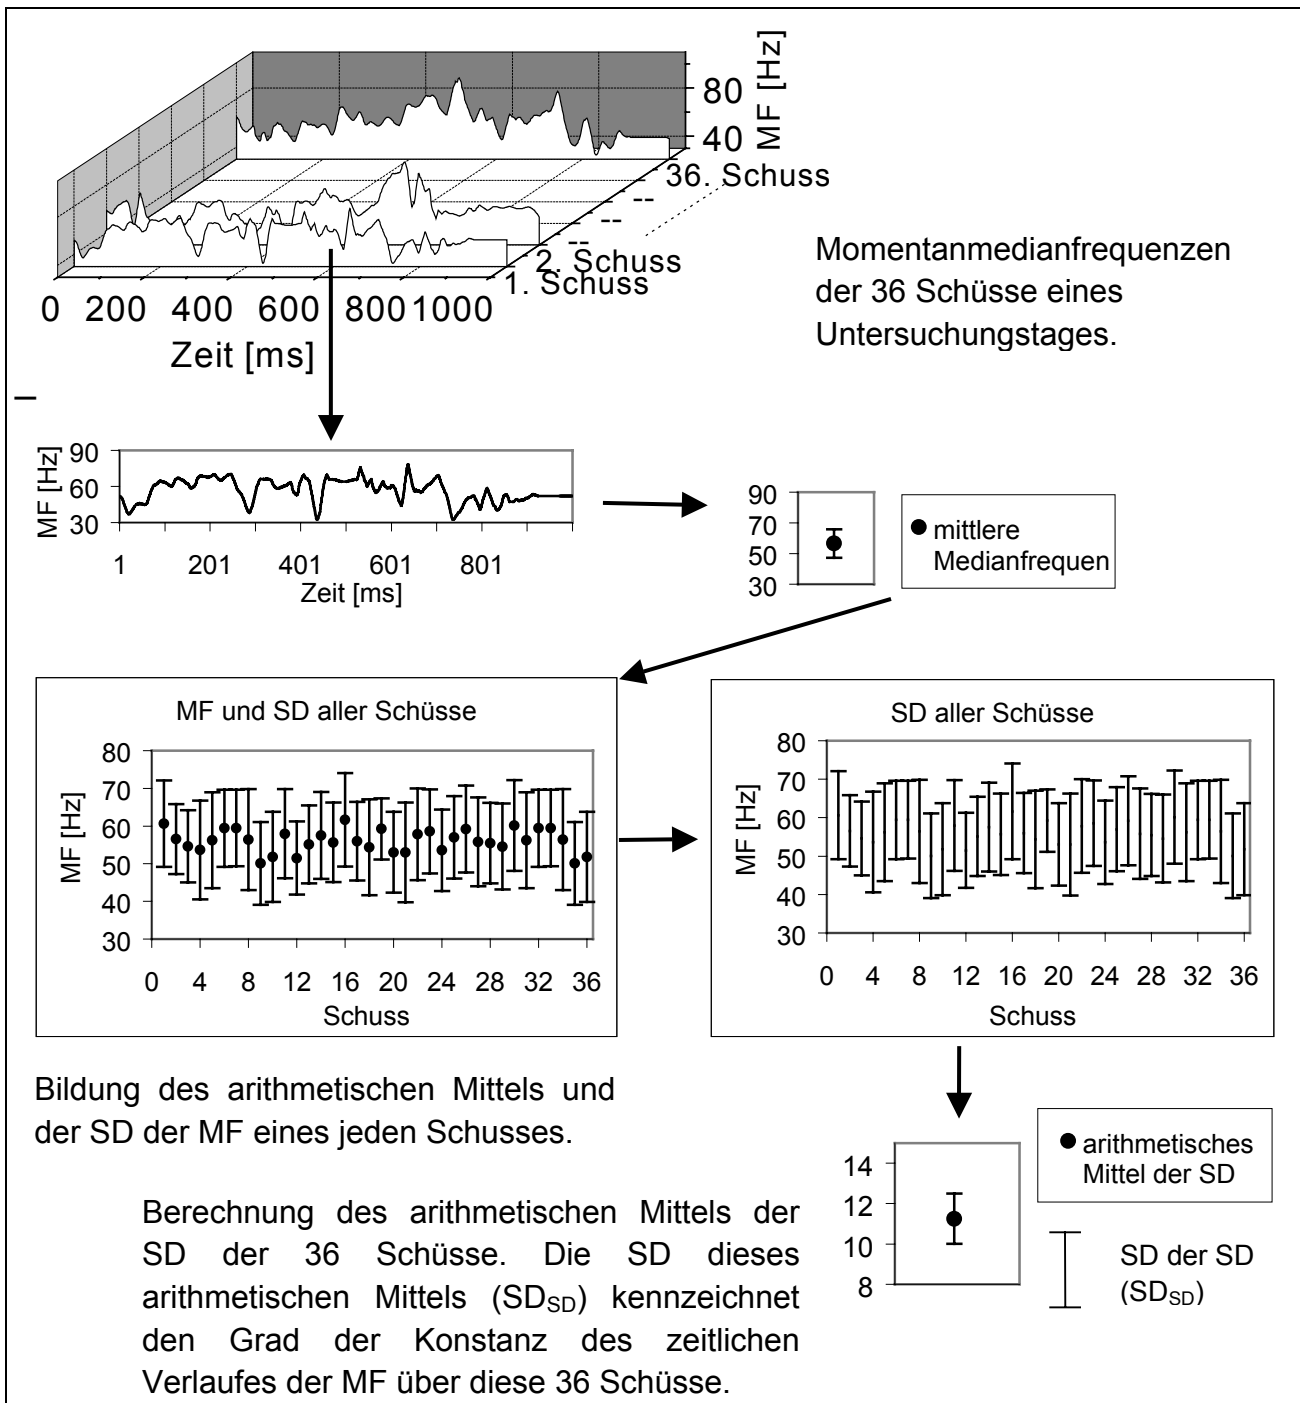 80
40
MF [Hz]
36. Schuss
--
--
--
2. Schuss
1. Schuss
0 200 400 600 800 1000
Zeit [ms]
Momentanmedianfrequenzen
der 36 Schüsse eines
Untersuchungstages.
MF [Hz]
90
60
30
1 201 401 601 801
Zeit [ms]
90
70
50
30
mittlere
Medianfrequen
MF und SD aller Schüsse
MF [Hz]
80
70
60
50
40
30
0 4 8 12 16 20 24 28 32 36
Schuss
SD aller Schüsse
MF [Hz]
80
70
60
50
40
30
0 4 8 12 16 20 24 28 32 36
Schuss
Bildung des arithmetischen Mittels und
der SD der MF eines jeden Schusses.
14
12
10
8
arithmetisches
Mittel der SD
SD der SD
(SDSD)
Berechnung des arithmetischen Mittels der
SD der 36 Schüsse. Die SD dieses
arithmetischen Mittels (SDSD) kennzeichnet
den Grad der Konstanz des zeitlichen
Verlaufes der MF über diese 36 Schüsse.